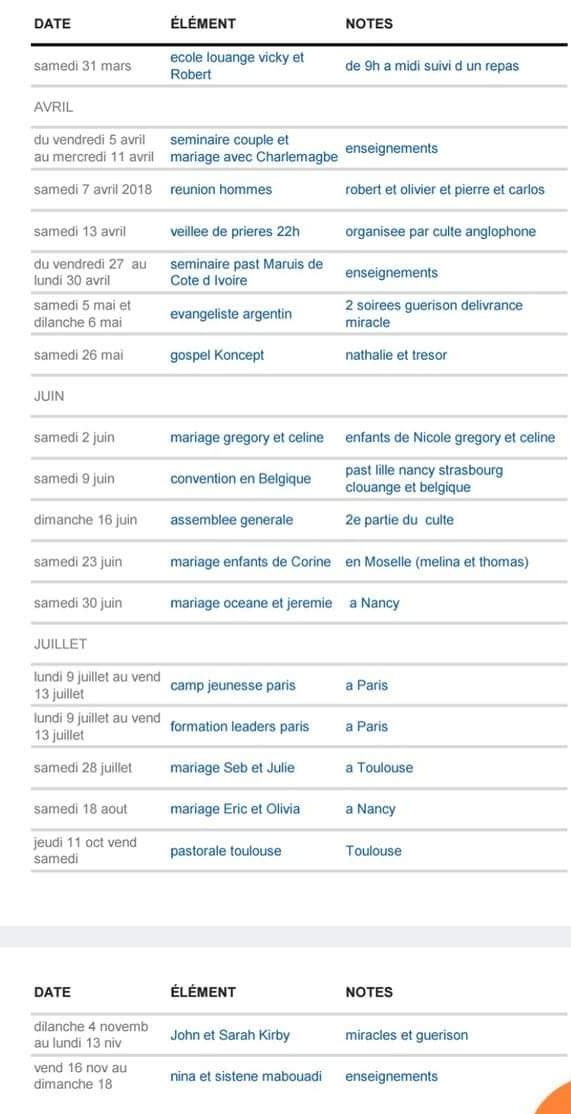 DATE ÉLÉMENT NOTES
samedi 31 mars ecole louange vicky et Robert de 9h a midi suivi d un repas
AVRIL
du vendredi 5 avril au mercredi 11 avril seminaire couple et mariage avec Charlemagbe enseignements
samedi 7 avril 2018 reunion hommes robert et olivier et pierre et carlos
samedi 13 avril veillee de prieres 22h organisee par culte anglophone
du vendredi 27 au lundi 30 avril seminaire past Maruis de Cote d Ivoire enseignements
samedi 5 mai et dilanche 6 mai evangeliste argentin 2 soirees guerison delivrance miracle
samedi 26 mai gospel Koncept nathalie et tresor
JUIN
samedi 2 juin mariage gregory et celine enfants de Nicole gregory et celine
samedi 9 juin convention en Belgique past lille nancy strasbourg clouange et belgique
dimanche 16 juin assemblee generale 2e partie du culte
samedi 23 juin mariage enfants de Corine en Moselle (melina et thomas)
samedi 30 juin mariage oceane et jeremie a Nancy
JUILLET
lundi 9 juillet au vend 13 juillet camp jeunesse paris a Paris
lundi 9 juillet au vend 13 juillet formation leaders paris a Paris
samedi 28 juillet mariage Seb et Julie a Toulouse
samedi 18 aout mariage Eric et Olivia a Nancy
jeudi 11 oct vend samedi pastorale toulouse Toulouse
DATE ÉLÉMENT NOTES
dilanche 4 novemb au lundi 13 niv John et Sarah Kirby miracles et guerison
vend 16 nov au dimanche 18 nina et sistene mabouadi enseignements